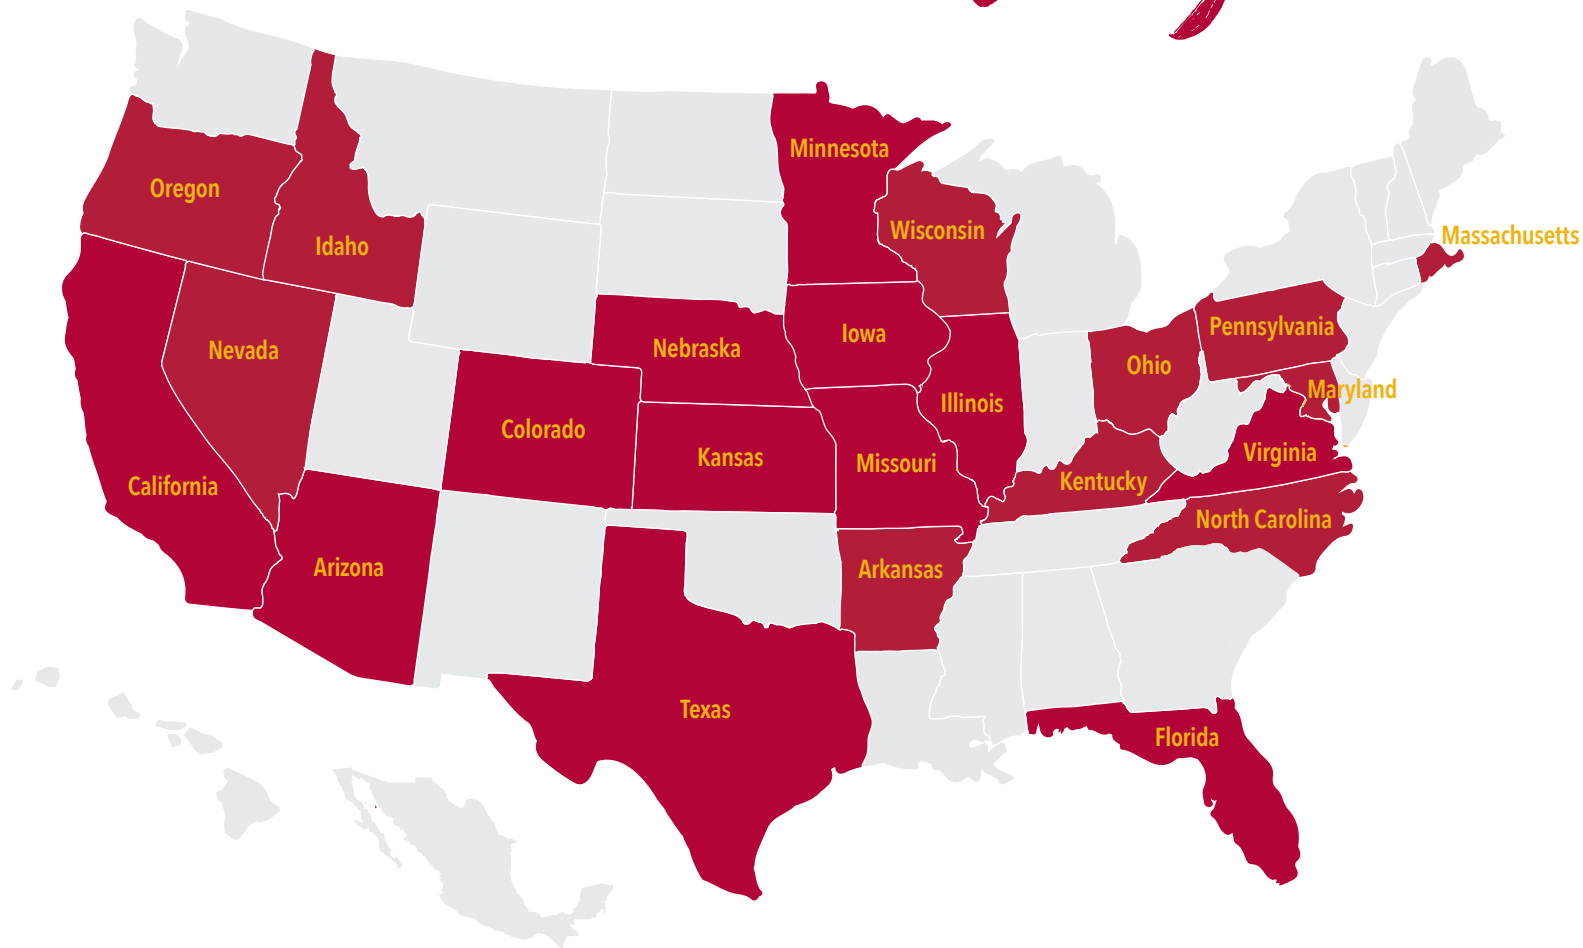 Minnesota
Oregon
Wisconsin
Massachusetts
Idaho
Pennsylvania
Iowa
Nebraska
Nevada
Ohio
Maryland
Illinois
Colorado
Virginia
Kansas
Missouri
Kentucky
California
North Carolina
Arizona
Arkansas
Texas
Florida